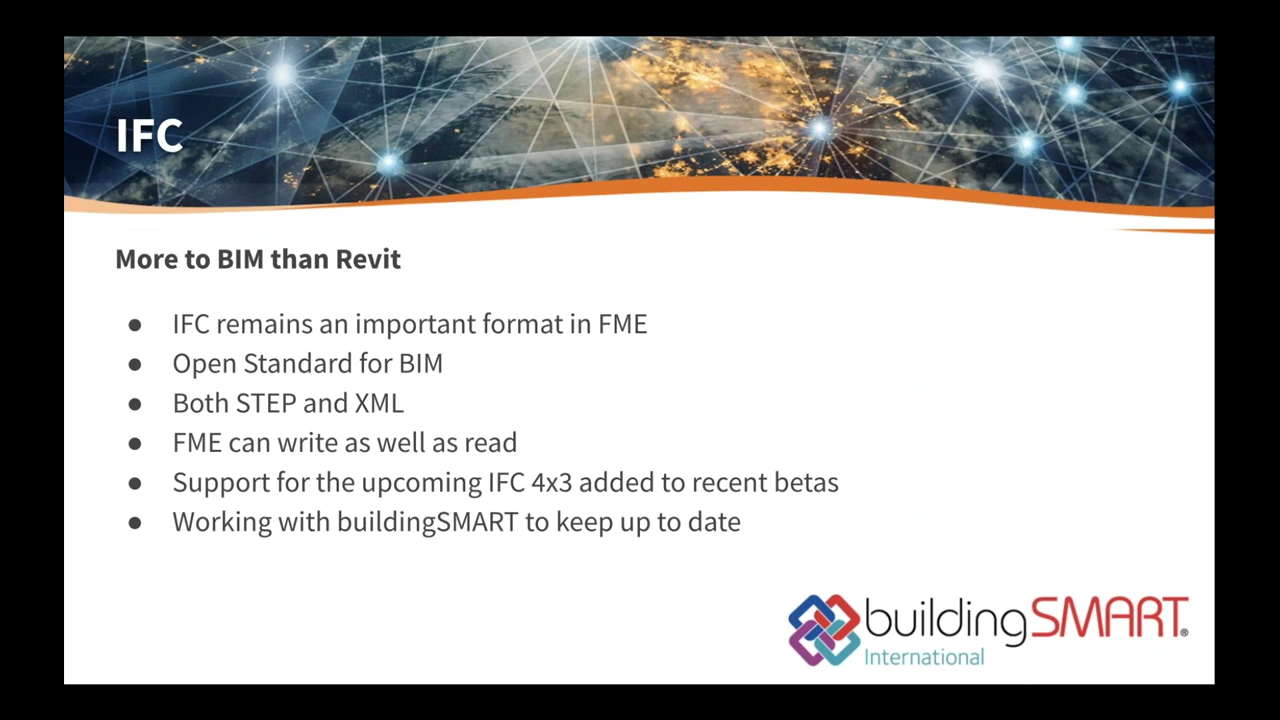 IFC
More to BIM than Revit
● IFC remains an important format in FME
● Open Standard for BIM
● Both STEP and XML
● FME can write as well as read
● Support for the upcoming IFC 4x3 added to recent betas
● Working with buildingSMART to keep up to date
buildingSMART®
International